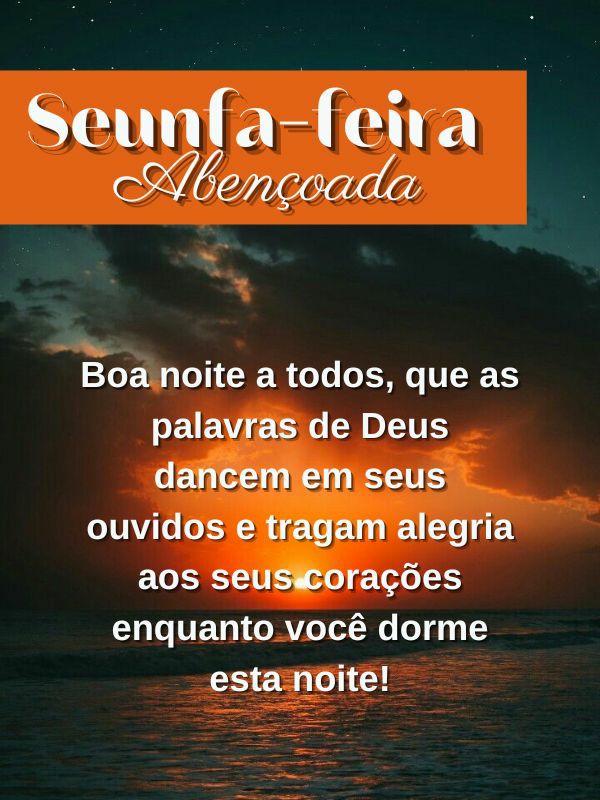 Seunfa-feira
Abençoada
Boa noite a todos, que as
palavras de Deus
dancem em seus
ouvidos e tragam alegria
aos seus corações
enquanto você dorme
esta noite!